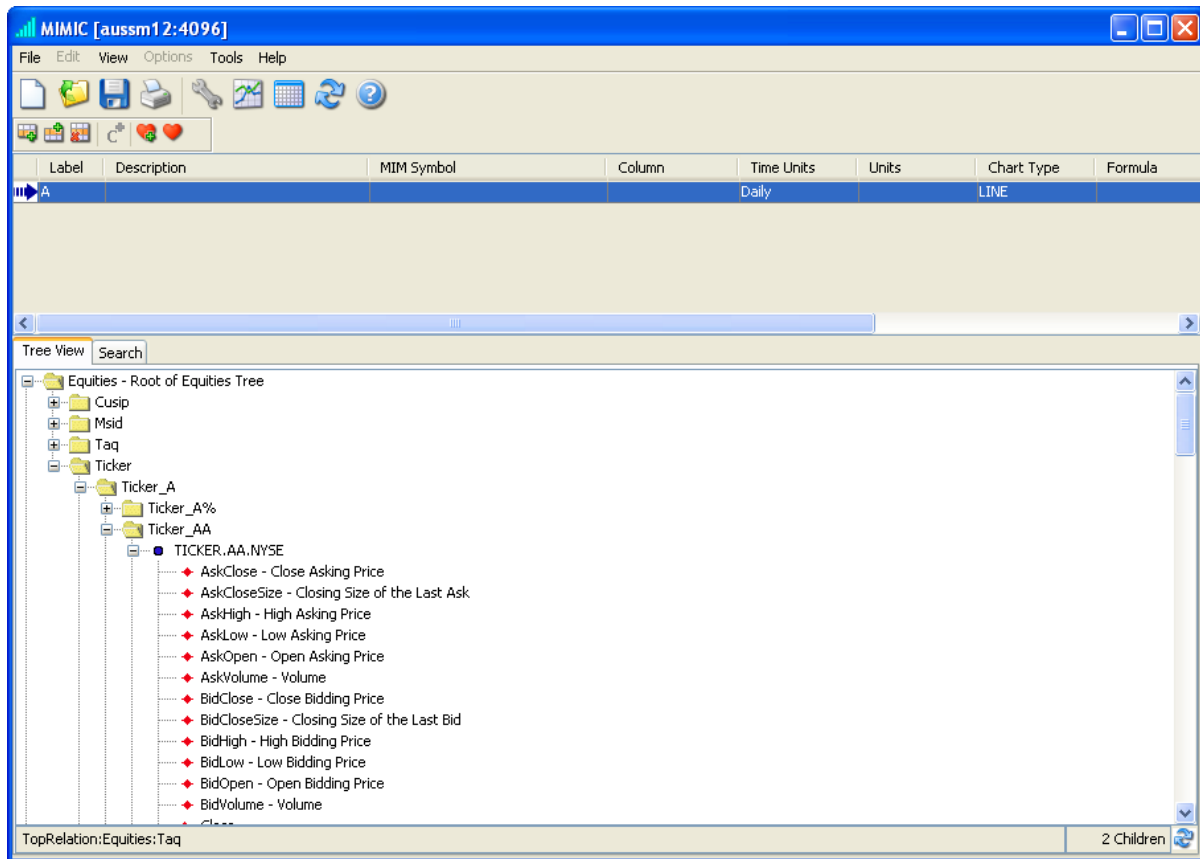 MIMIC [aussm12:4096]
File Edit View Options Tools Help
Label Description MIM Symbol Column Time Units Units Chart Type Formula
A Daily LINE
Tree View Search
Equities - Root of Equities Tree
Cusip
Msid
Taq
Ticker
Ticker_A
Ticker_A%
Ticker_AA
TICKER.AA.NYSE
AskClose - Close Asking Price
AskCloseSize - Closing Size of the Last Ask
AskHigh - High Asking Price
AskLow - Low Asking Price
AskOpen - Open Asking Price
AskVolume - Volume
BidClose - Close Bidding Price
BidCloseSize - Closing Size of the Last Bid
BidHigh - High Bidding Price
BidLow - Low Bidding Price
BidOpen - Open Bidding Price
BidVolume - Volume
TopRelation:Equities:Taq 2 Children